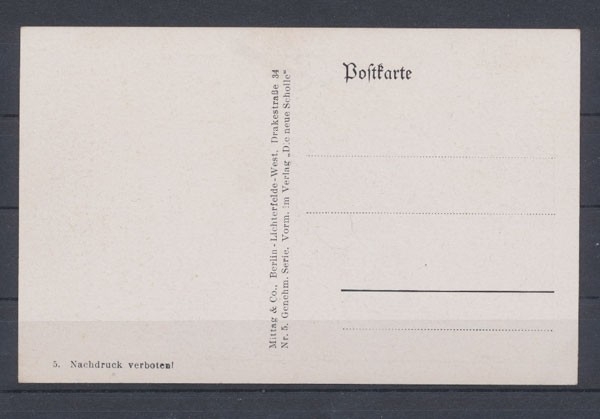 Postkarte
Mittag & Co., Berlin-Lichterfelde-West, Drakestraße 34
Nr. 5. Genehm. Serie. Vorm. im Verlag „Die neue Scholle"
5. Nachdruck verboten!